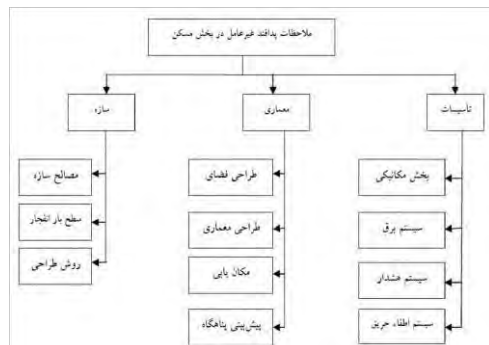 ملاحظات پدافند غیرعامل در بخش مسکن
تأسیسات
معماری
سازه
بخش مکانیکی
سیستم برق
سیستم هشدار
سیستم اطفاء حریق
طراحی فضای
طراحی معماری
مکان یابی
پیش‌بینی پناهگاه
مصالح سازه
سطح بار انفجار
روش طراحی